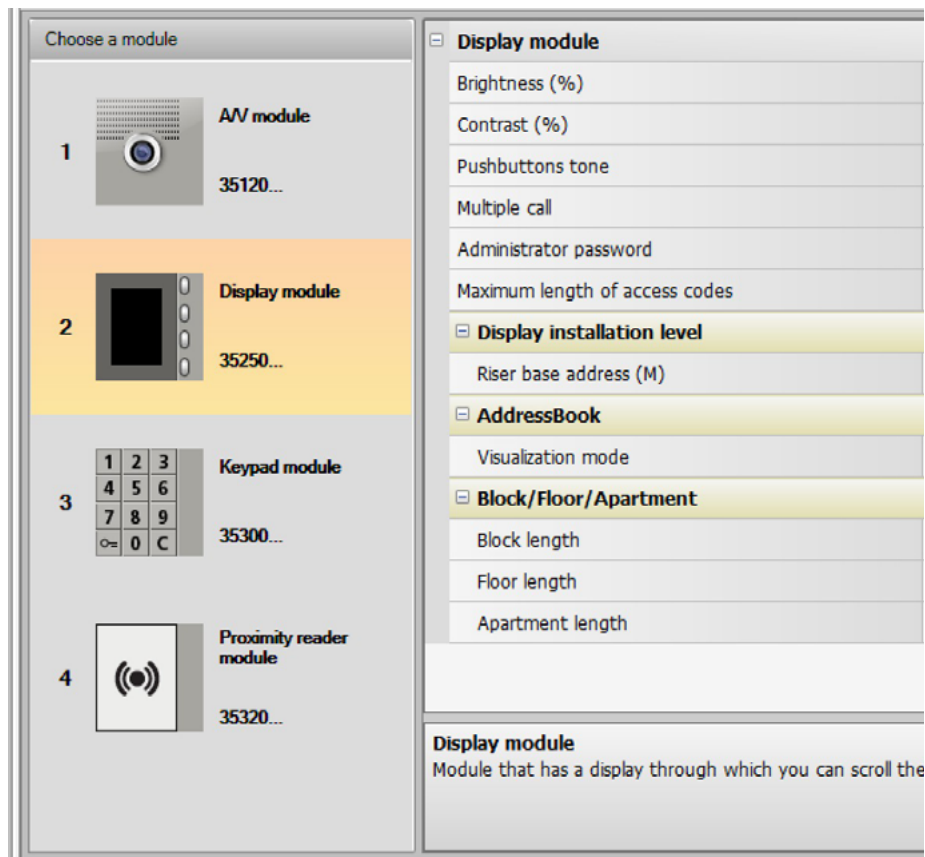 Choose a module
1
A/V module
35120...
2
Display module
35250...
1 2 3
4 5 6
7 8 9
0 C
3
Keypad module
35300...
4
Proximity reader
module
35320...
Display module
Brightness (%)
Contrast (%)
Pushbuttons tone
Multiple call
Administrator password
Maximum length of access codes
Display installation level
Riser base address (M)
AddressBook
Visualization mode
Block/Floor/Apartment
Block length
Floor length
Apartment length
Display module
Module that has a display through which you can scroll the